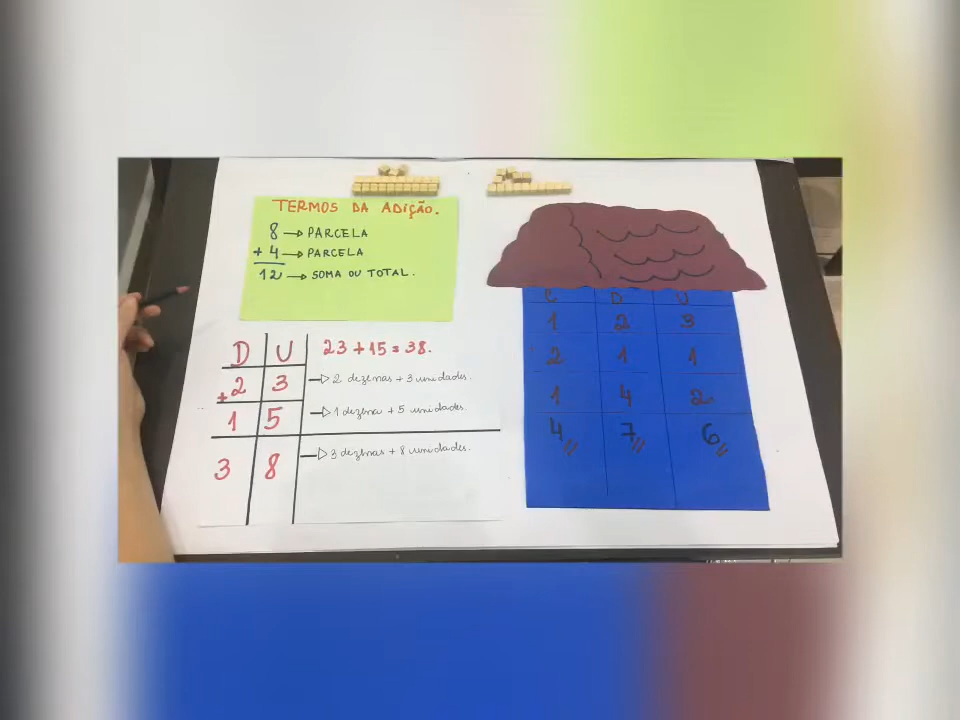 TERMOS DA ADIÇÃO.
8 → PARCELA
+ 4 → PARCELA
12 → SOMA OU TOTAL.
D U 23 + 15 = 38.
+ 2 3 → 2 dezenas + 3 unidades.
1 5 → 1 dezena + 5 unidades.
3 8 → 3 dezenas + 8 unidades.
C D U
1 2 3
2 1 1
1 4 2
4 7 6